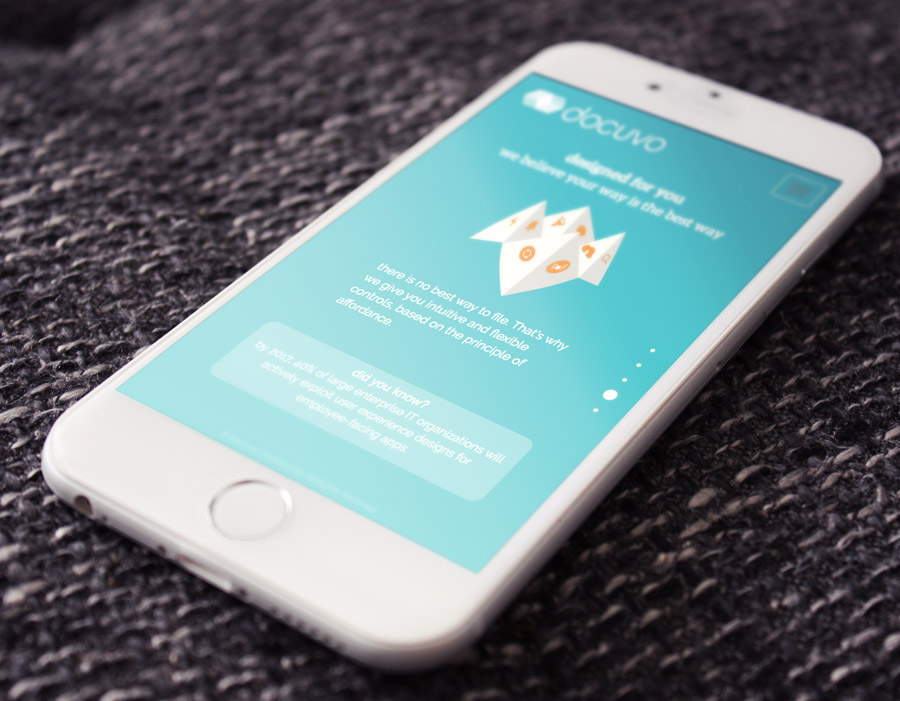 docuvo
designed for you
we believe your way is the best way
there is no best way to file. That's why
we give you intuitive and flexible
controls, based on the principle of
affordance.
did you know?
by 2017, 40% of large enterprise IT organizations will
actively exploit user experience designs for
employee-facing apps.